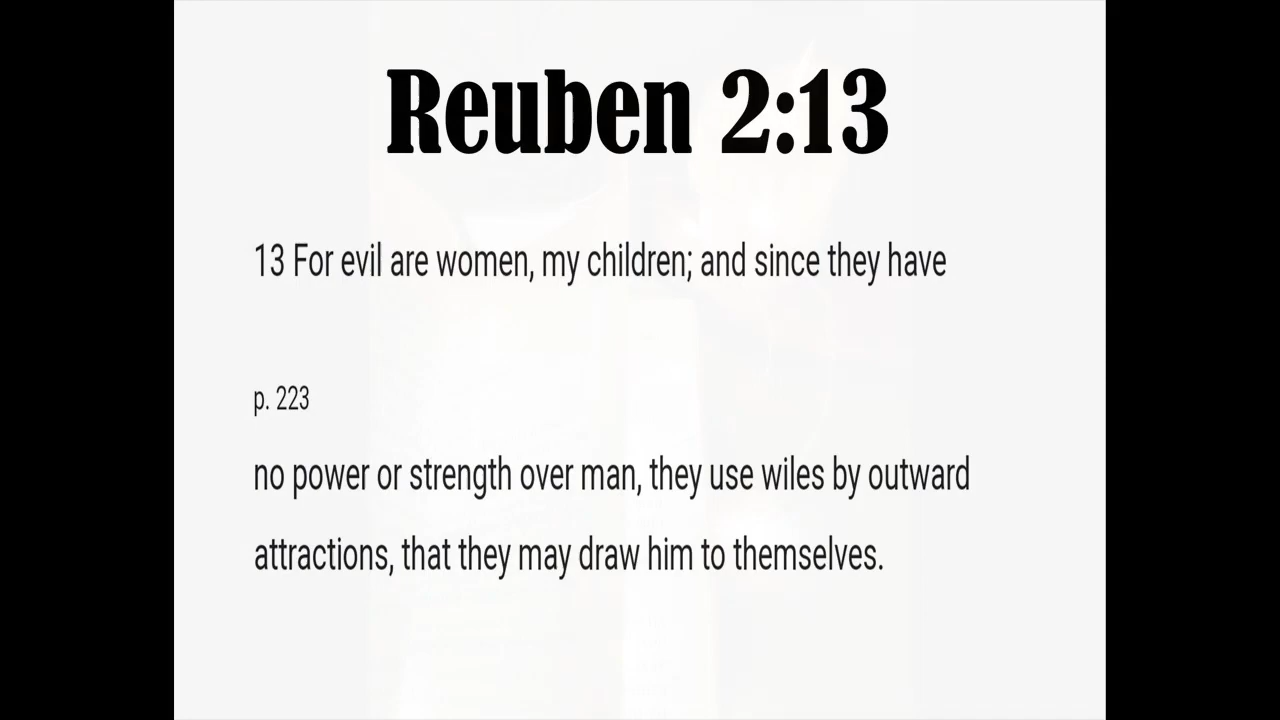 Reuben 2:13
13 For evil are women, my children; and since they have
p. 223
no power or strength over man, they use wiles by outward
attractions, that they may draw him to themselves.